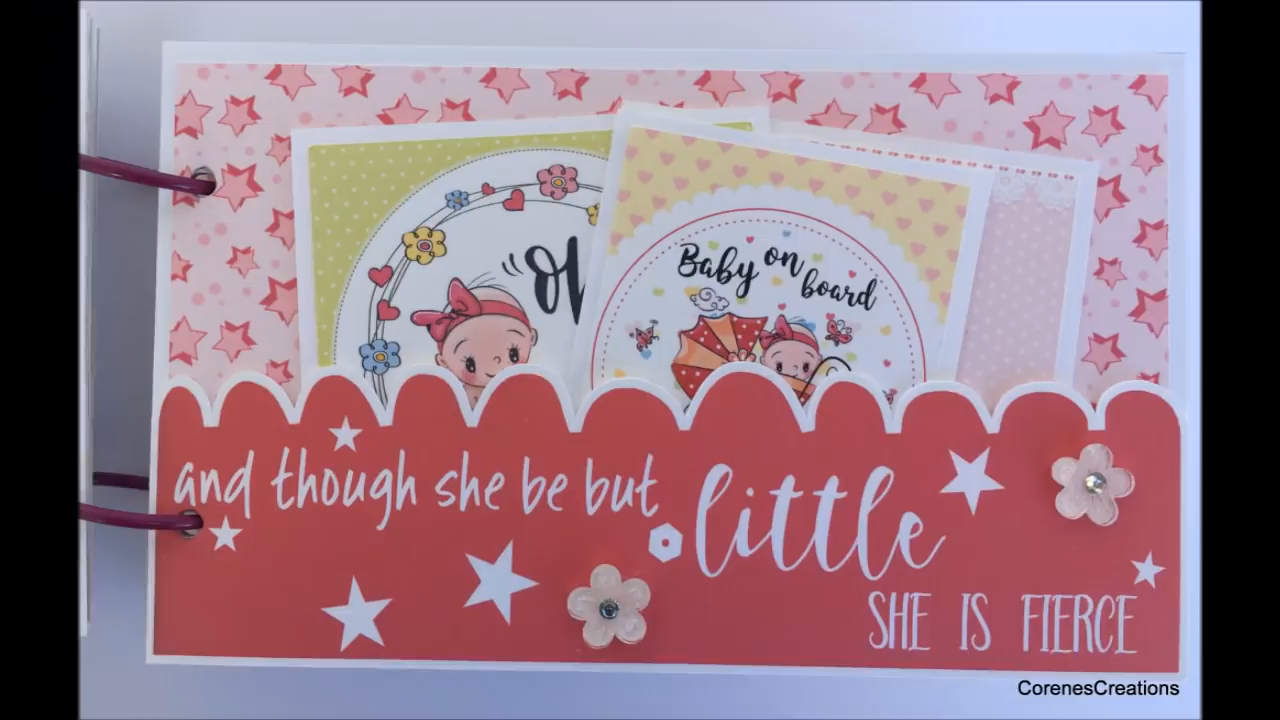 Baby on
board
and though she be but
little
SHE IS FIERCE
CorenesCreations